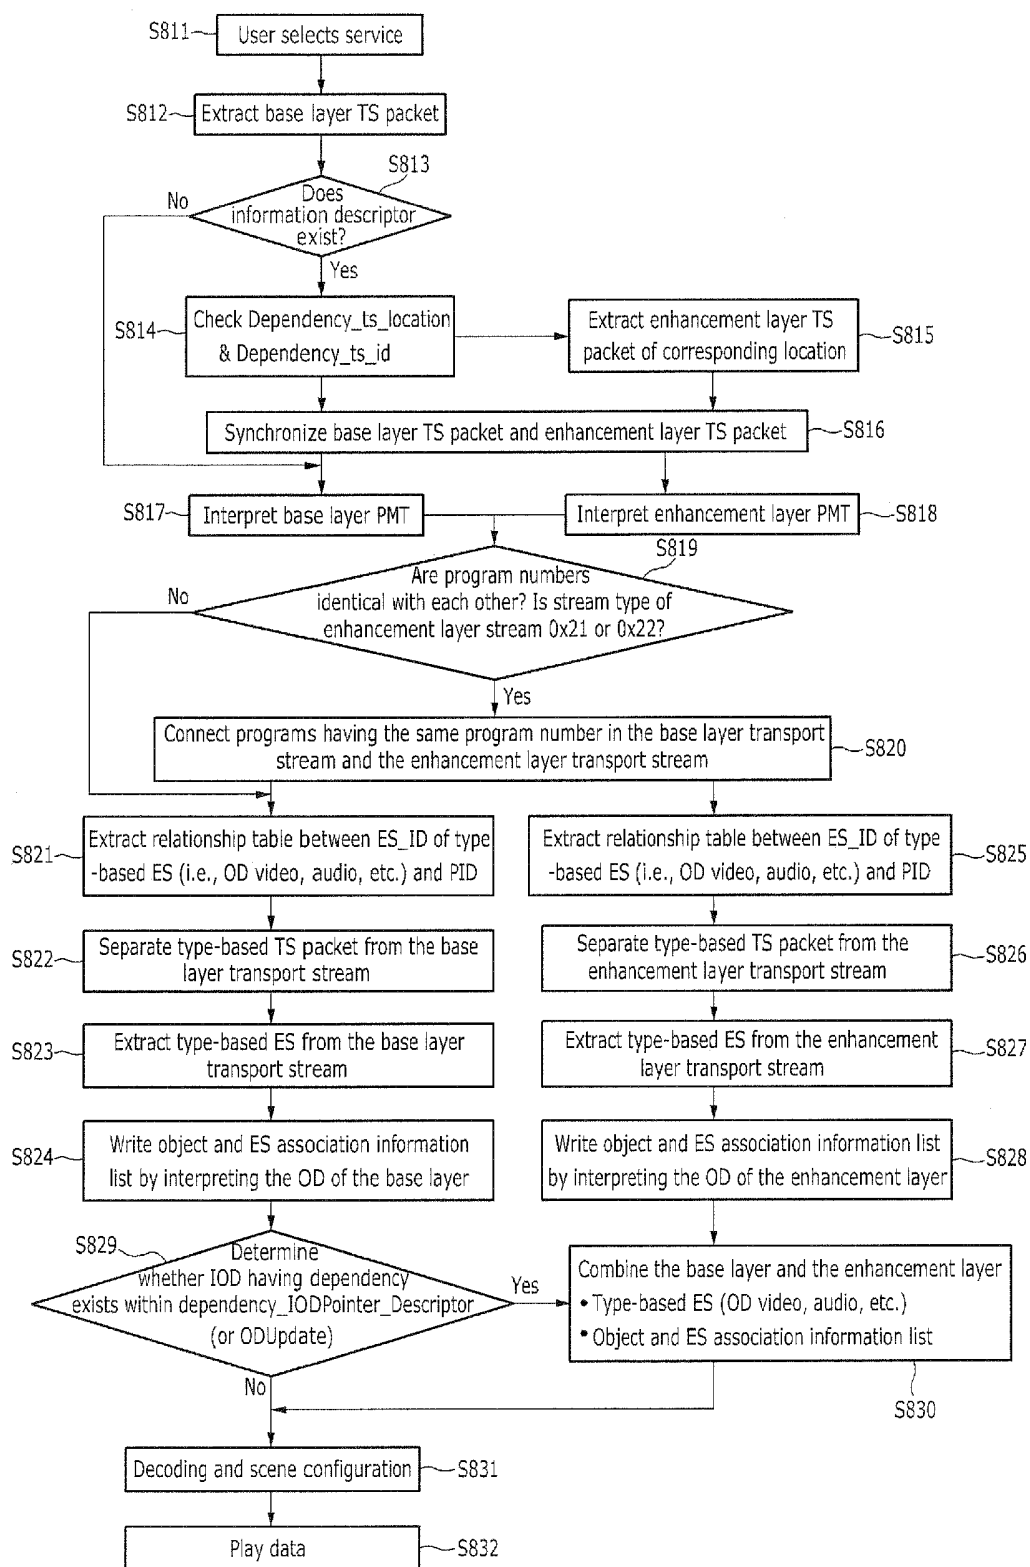 S811
User selects service
S812
Extract base layer TS packet
S813
No
Does
information descriptor
exist?
Yes
S814
Check Dependency_ts_location
& Dependency_ts_id
Extract enhancement layer TS
packet of corresponding location
S815
Synchronize base layer TS packet and enhancement layer TS packet
S816
S817
Interpret base layer PMT
Interpret enhancement layer PMT
S818
S819
No
Are program numbers
identical with each other? Is stream type of
enhancement layer stream 0x21 or 0x22?
Yes
Connect programs having the same program number in the base layer transport
stream and the enhancement layer transport stream
S820
S821
Extract relationship table between ES_ID of type
-based ES (i.e., OD video, audio, etc.) and PID
Extract relationship table between ES_ID of type
-based ES (i.e., OD video, audio, etc.) and PID
S825
S822
Separate type-based TS packet from the base
layer transport stream
Separate type-based TS packet from the
enhancement layer transport stream
S826
S823
Extract type-based ES from the base layer
transport stream
Extract type-based ES from the enhancement
layer transport stream
S827
S824
Write object and ES association information
list by interpreting the OD of the base layer
Write object and ES association information list
by interpreting the OD of the enhancement layer
S828
S829
Determine
whether IOD having dependency
exists within dependency_IODPointer_Descriptor
(or ODUpdate)
Yes
No
Combine the base layer and the enhancement layer
• Type-based ES (OD video, audio, etc.)
• Object and ES association information list
S830
Decoding and scene configuration
S831
Play data
S832